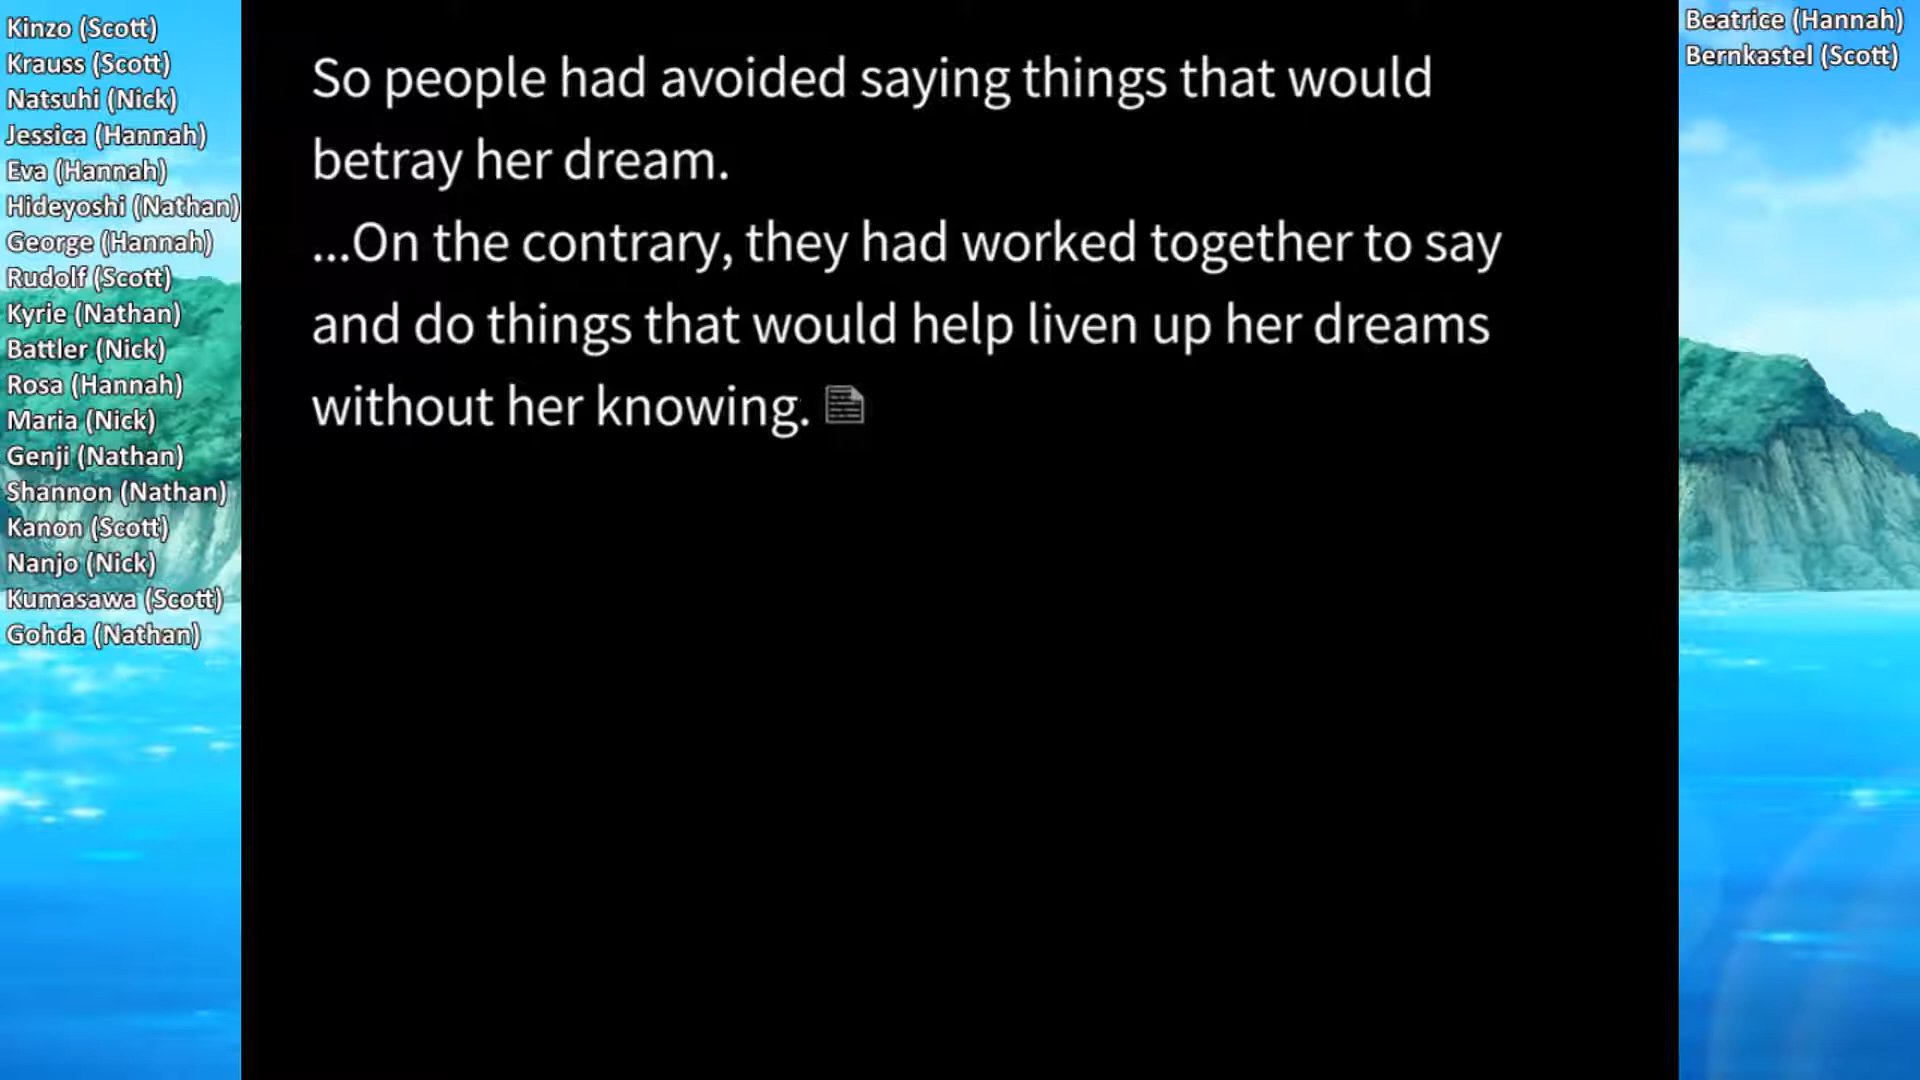 Kinzo (Scott)
Krauss (Scott)
Natsuhi (Nick)
Jessica (Hannah)
Eva (Hannah)
Hideyoshi (Nathan)
George (Hannah)
Rudolf (Scott)
Kyrie (Nathan)
Battler (Nick)
Rosa (Hannah)
Maria (Nick)
Genji (Nathan)
Shannon (Nathan)
Kanon (Scott)
Nanjo (Nick)
Kumasawa (Scott)
Gohda (Nathan)
So people had avoided saying things that would
betray her dream.
...On the contrary, they had worked together to say
and do things that would help liven up her dreams
without her knowing.
Beatrice (Hannah)
Bernkastel (Scott)